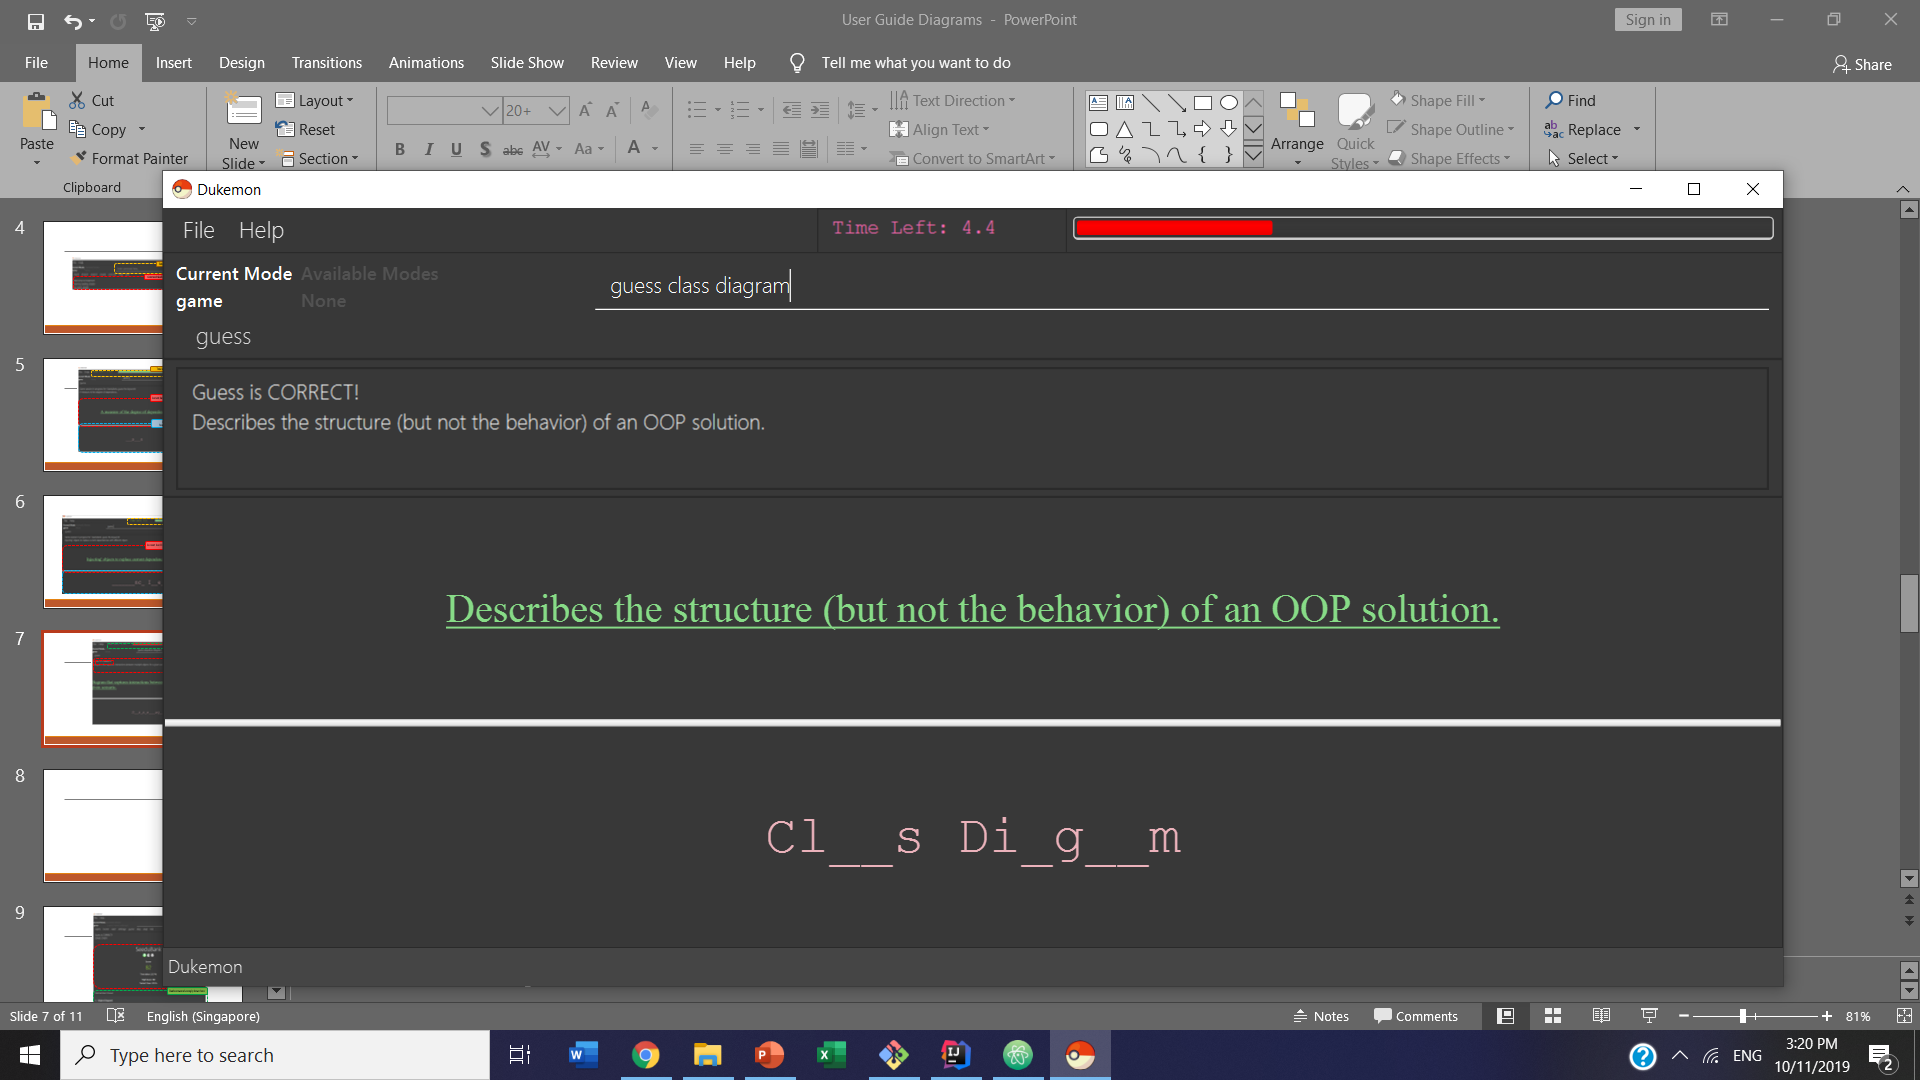 User Guide Diagrams - PowerPoint
Sign in
File Home Insert Design Transitions Animations Slide Show Review View Help Tell me what you want to do Share
Paste
Cut
Copy
Format Painter
Clipboard
New
Slide
Layout
Reset
Section
20+
B I U S abc AV Aa A
Text Direction
Align Text
Convert to SmartArt
Arrange
Quick
Styles
Shape Fill
Shape Outline
Shape Effects
Find
Replace
Select
Dukemon
File Help
Time Left: 4.4
Current Mode Available Modes
game None
guess class diagram
guess
Guess is CORRECT!
Describes the structure (but not the behavior) of an OOP solution.
Describes the structure (but not the behavior) of an OOP solution.
Cl__s Di_g__m
Dukemon
4
5
6
7
8
9
Slide 7 of 11 English (Singapore) Notes Comments 81%
Type here to search
ENG
3:20 PM
10/11/2019
2